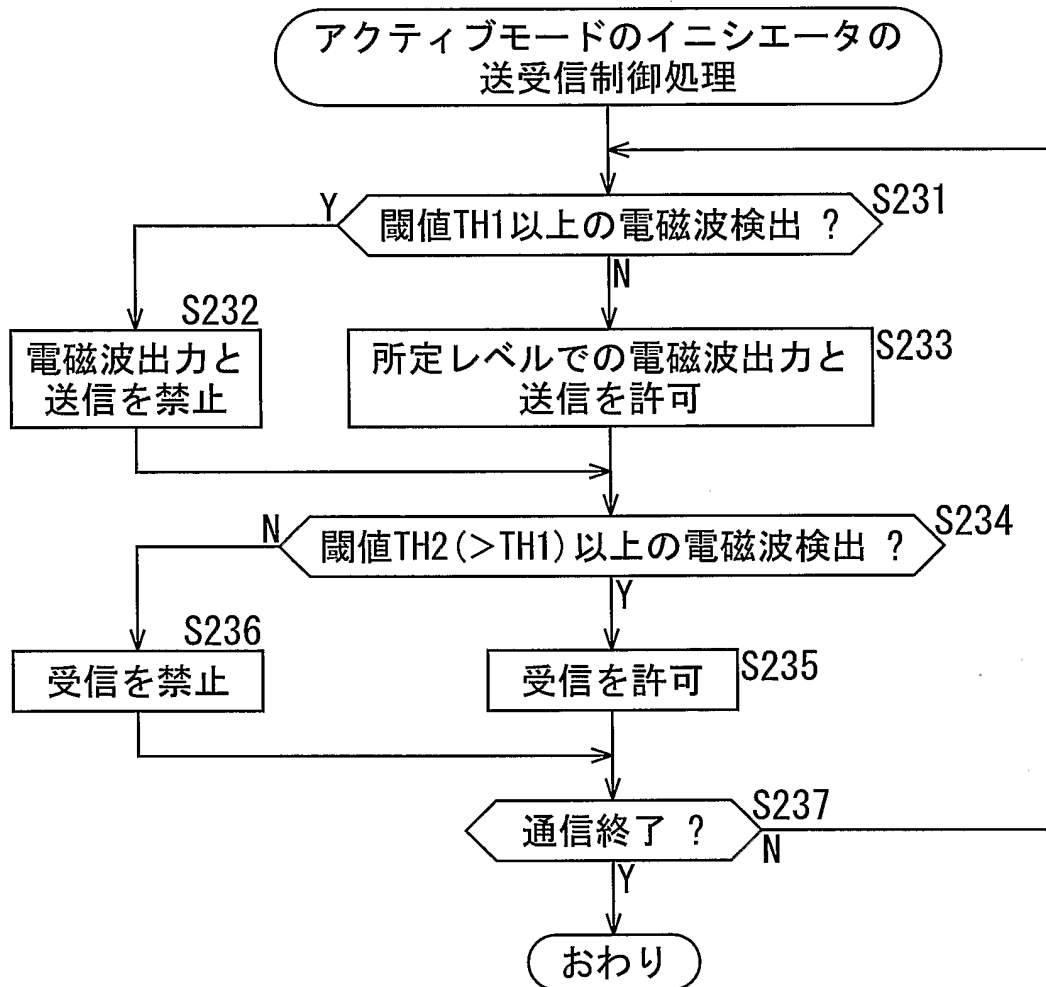 アクティブモードのイニシエータの
送受信制御処理
S231
閾値TH1以上の電磁波検出 ?
Y
N
S232
電磁波出力と
送信を禁止
S233
所定レベルでの電磁波出力と
送信を許可
S234
閾値TH2(>TH1)以上の電磁波検出 ?
N
Y
S236
受信を禁止
S235
受信を許可
S237
通信終了 ?
N
Y
おわり